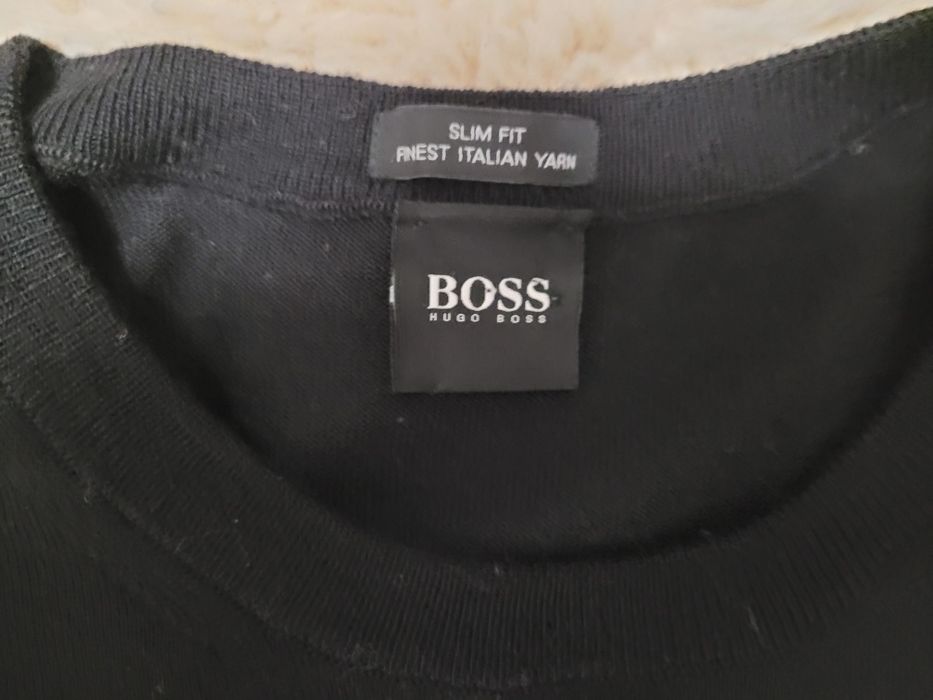 SLIM FIT
FINEST ITALIAN YARN
BOSS
HUGO BOSS